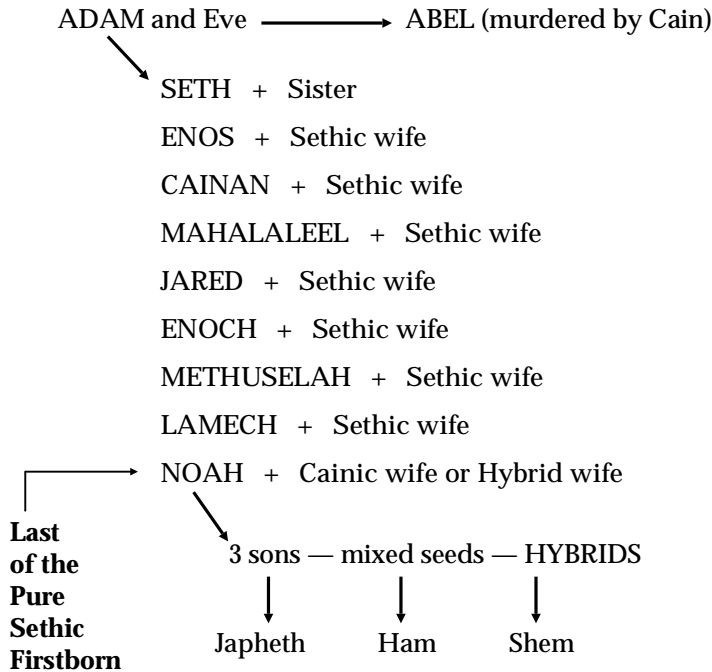 ADAM and Eve ABEL (murdered by Cain)
SETH + Sister
ENOS + Sethic wife
CAINAN + Sethic wife
MAHALALEEL + Sethic wife
JARED + Sethic wife
ENOCH + Sethic wife
METHUSELAH + Sethic wife
LAMECH + Sethic wife
NOAH + Cainic wife or Hybrid wife
Last
of the
Pure
Sethic
Firstborn
3 sons — mixed seeds — HYBRIDS
Japheth Ham Shem